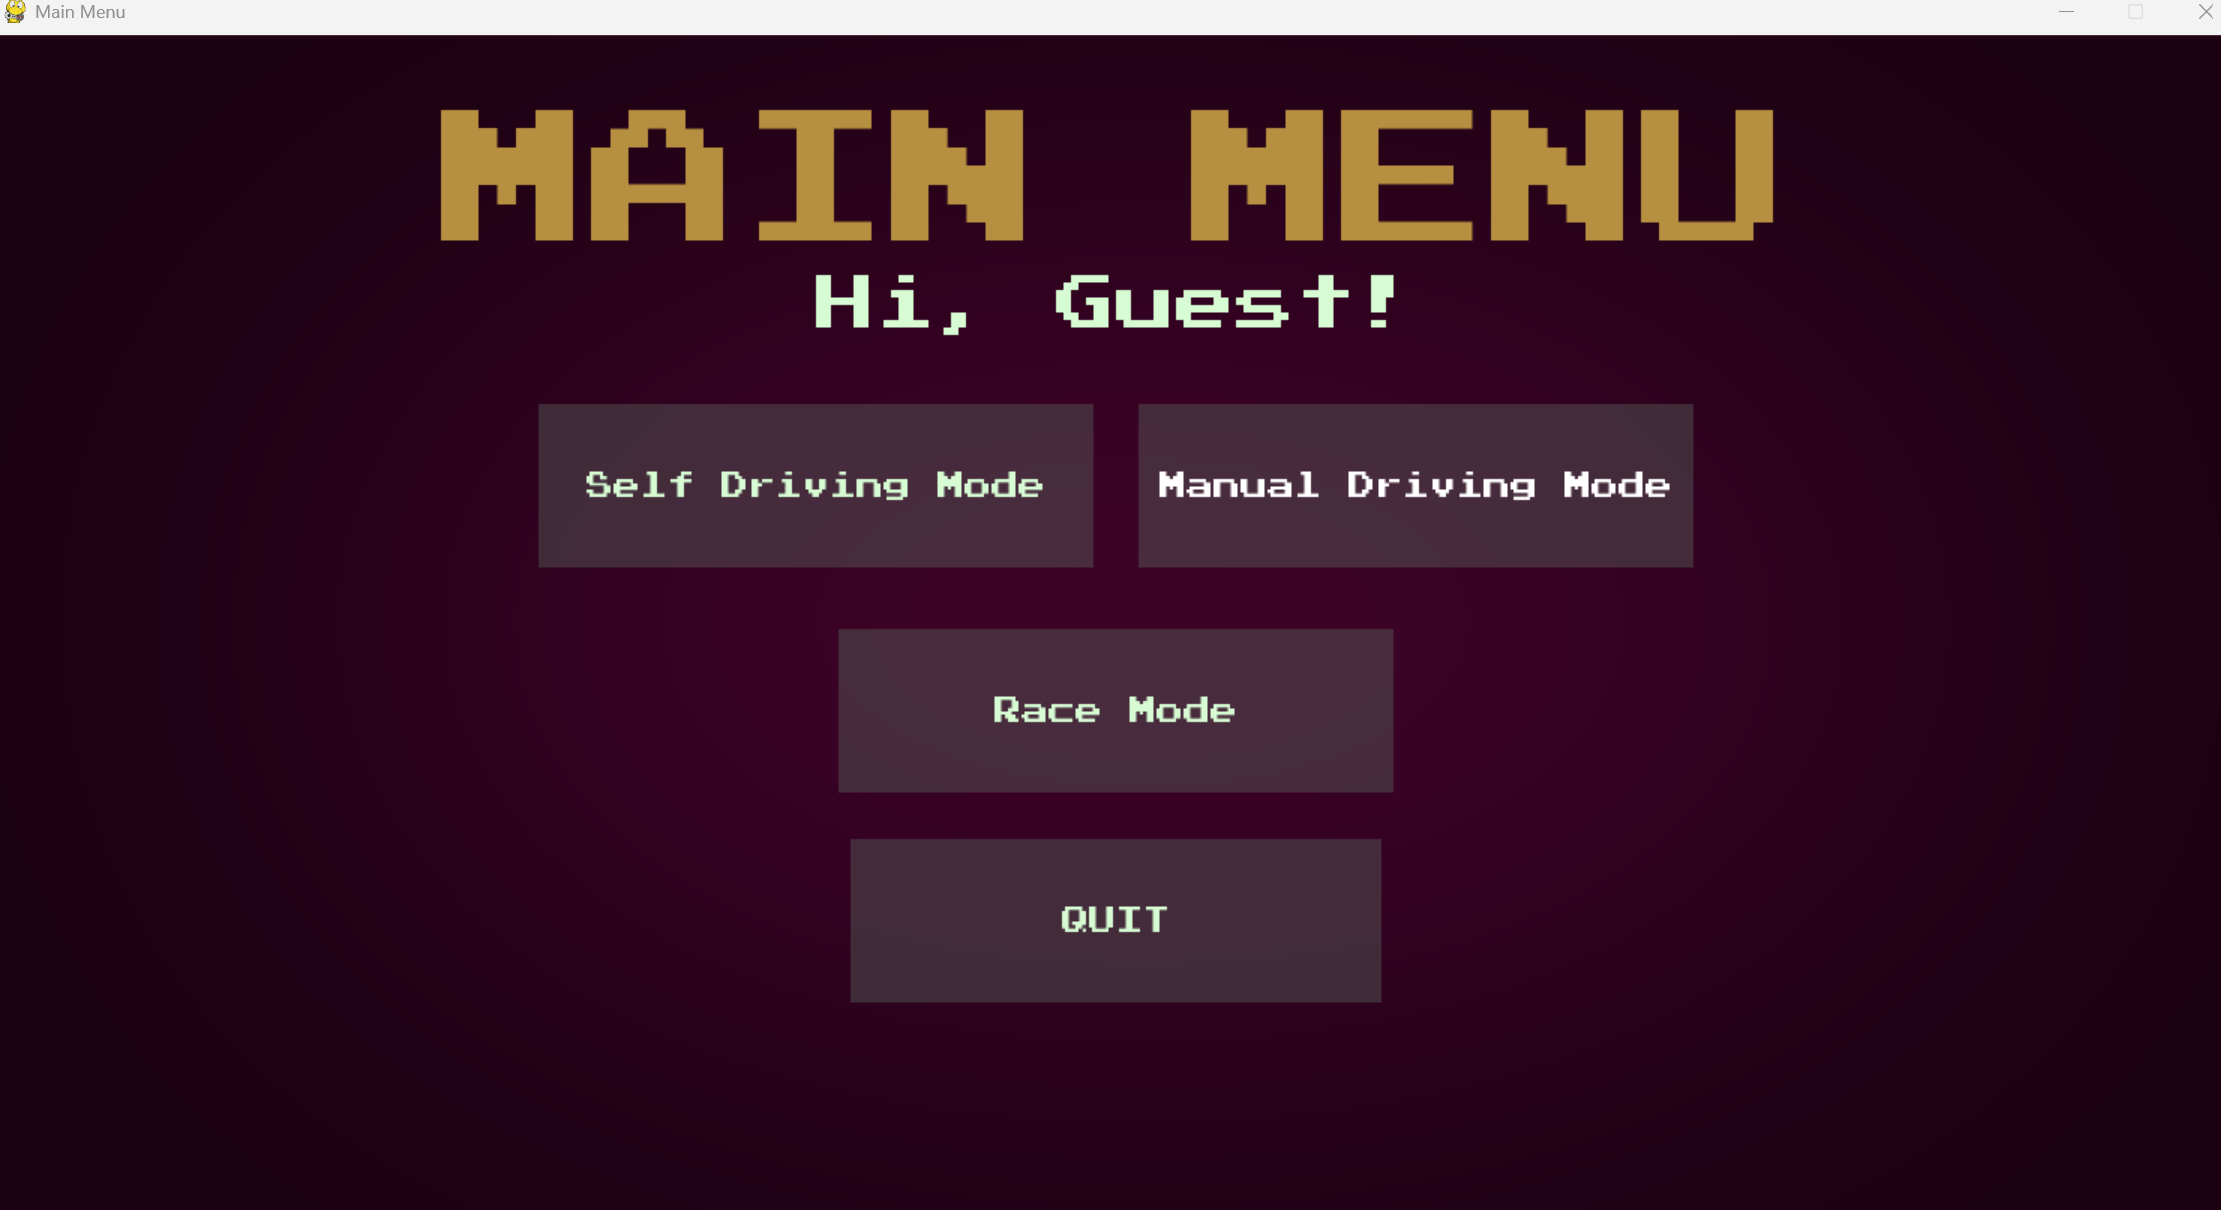 Main Menu
MAIN MENU
Hi, Guest!
Self Driving Mode
Manual Driving Mode
Race Mode
QUIT